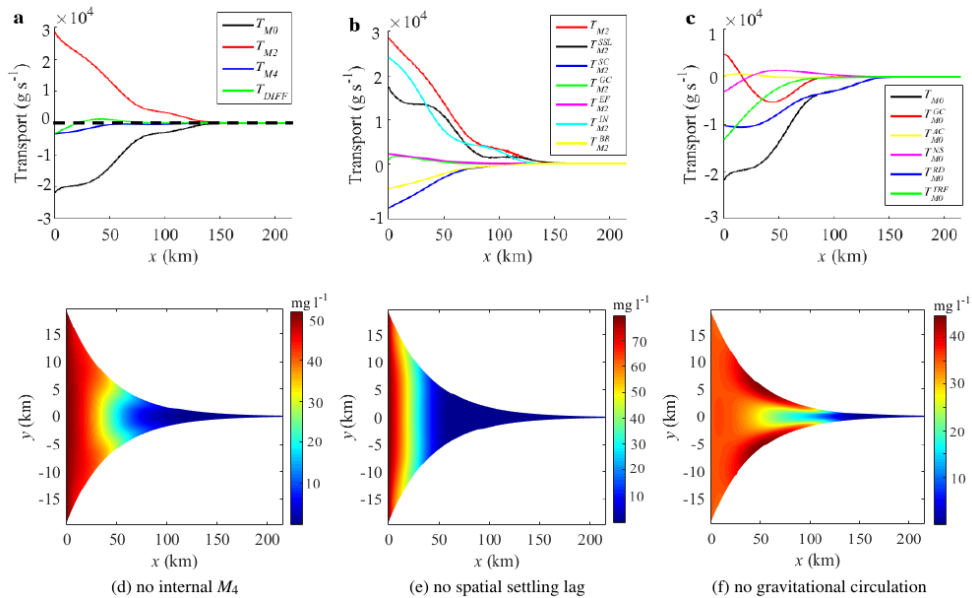 a
×10⁴
Transport (g s⁻¹)
3
2
1
0
-1
-2
-3
0 50 100 150 200
x (km)
T_M0
T_M2
T_M4
T_DIFF
b
×10⁴
Transport (g s⁻¹)
3
2
1
0
-1
0 50 100 150 200
x (km)
T_M2
T_M2^SSL
T_M2^SC
T_M2^GC
T_M2^EF
T_M2^IN
T_M2^BR
c
×10⁴
Transport (g s⁻¹)
1
0
-1
-2
-3
0 50 100 150 200
x (km)
T_M0
T_M0^GC
T_M0^AC
T_M0^NS
T_M0^RD
T_M0^TRF
y (km)
15
10
5
0
-5
-10
-15
0 50 100 150 200
x (km)
mg l⁻¹
50
40
30
20
10
(d) no internal M₄
y (km)
15
10
5
0
-5
-10
-15
0 50 100 150 200
x (km)
mg l⁻¹
70
60
50
40
30
20
10
(e) no spatial settling lag
y (km)
15
10
5
0
-5
-10
-15
0 50 100 150 200
x (km)
mg l⁻¹
40
30
20
10
(f) no gravitational circulation